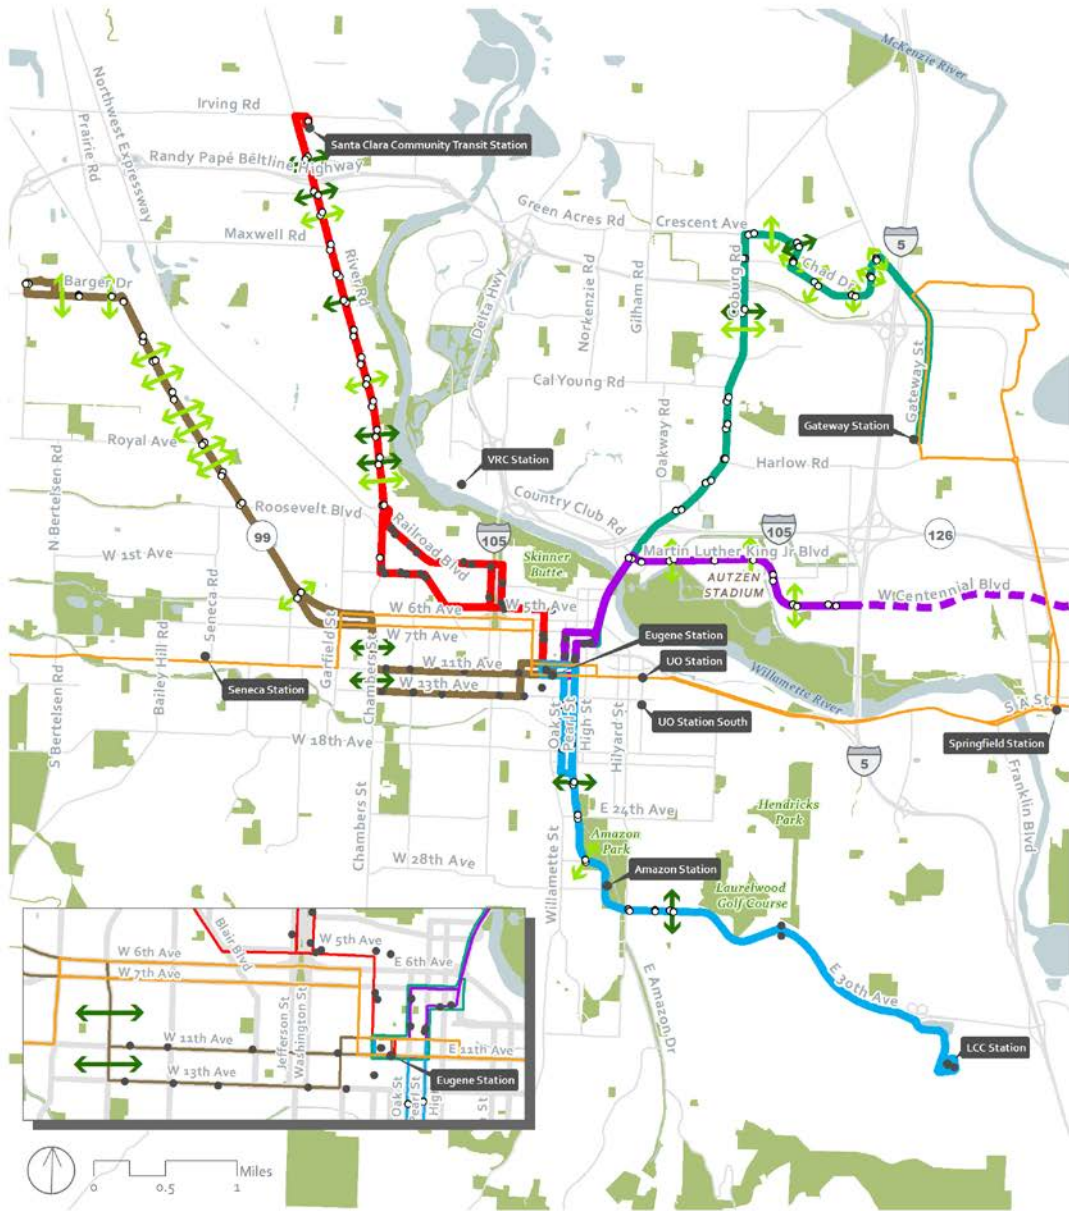 McKenzie River
Irving Rd
Northwest Expressway
Prairie Rd
Santa Clara Community Transit Station
Randy Papé Beltline Highway
Green Acres Rd
Crescent Ave
5
Maxwell Rd
River Rd
Delta Hwy
Norkenzie Rd
Gilham Rd
Coburg Rd
Chad Dr
Barger Dr
Cal Young Rd
Gateway St
Oakway Rd
Gateway Station
Royal Ave
N Bertelsen Rd
VRC Station
Harlow Rd
Roosevelt Blvd
Railroad Blvd
Country Club Rd
99
105
105
126
W 1st Ave
Skinner
Butte
Martin Luther King Jr Blvd
AUTZEN
STADIUM
W Centennial Blvd
Seneca Rd
Bailey Hill Rd
W 6th Ave
W 5th Ave
Garfield St
W 7th Ave
Chambers St
Eugene Station
W 11th Ave
UO Station
W 13th Ave
Seneca Station
Willamette River
S A St
S Bertelsen Rd
Oak St
Pearl St
High St
Hilyard St
UO Station South
W 18th Ave
Springfield Station
5
Franklin Blvd
Chambers St
E 24th Ave
Hendricks
Park
Amazon
Park
W 28th Ave
Willamette St
Amazon Station
Laurelwood
Golf Course
E Amazon Dr
E 30th Ave
LCC Station
Blair Blvd
W 5th Ave
W 6th Ave
E 6th Ave
W 7th Ave
Jefferson St
Washington St
W 11th Ave
E 11th Ave
W 13th Ave
Eugene Station
Oak St
Pearl St
Miles
0
0.5
1